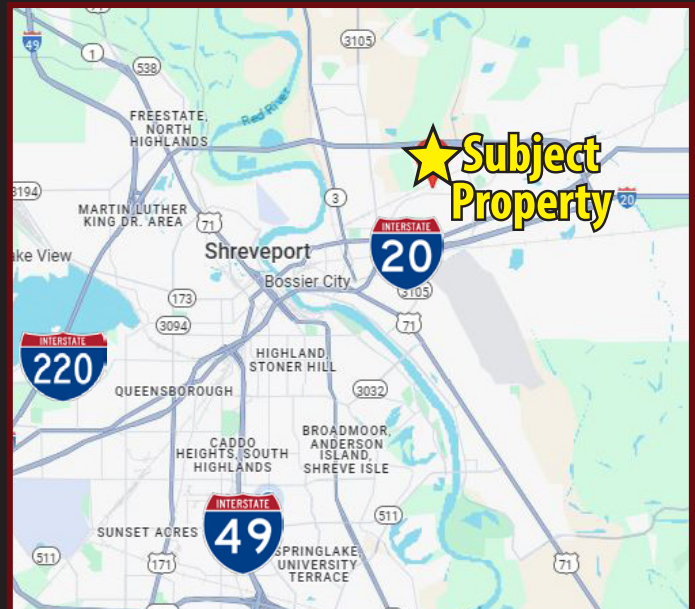 49
1
538
3105
Red River
FREESTATE,
NORTH
HIGHLANDS
Subject
Property
3194
MARTIN LUTHER
KING DR. AREA
71
3
20
ke View
Shreveport
INTERSTATE
20
Bossier City
3105
173
3094
71
INTERSTATE
220
HIGHLAND,
STONER HILL
QUEENSBOROUGH
3032
CADDO
HEIGHTS, SOUTH
HIGHLANDS
BROADMOOR,
ANDERSON
ISLAND,
SHREVE ISLE
INTERSTATE
49
511
SUNSET ACRES
511
171
SPRINGLAKE,
UNIVERSITY
TERRACE
71